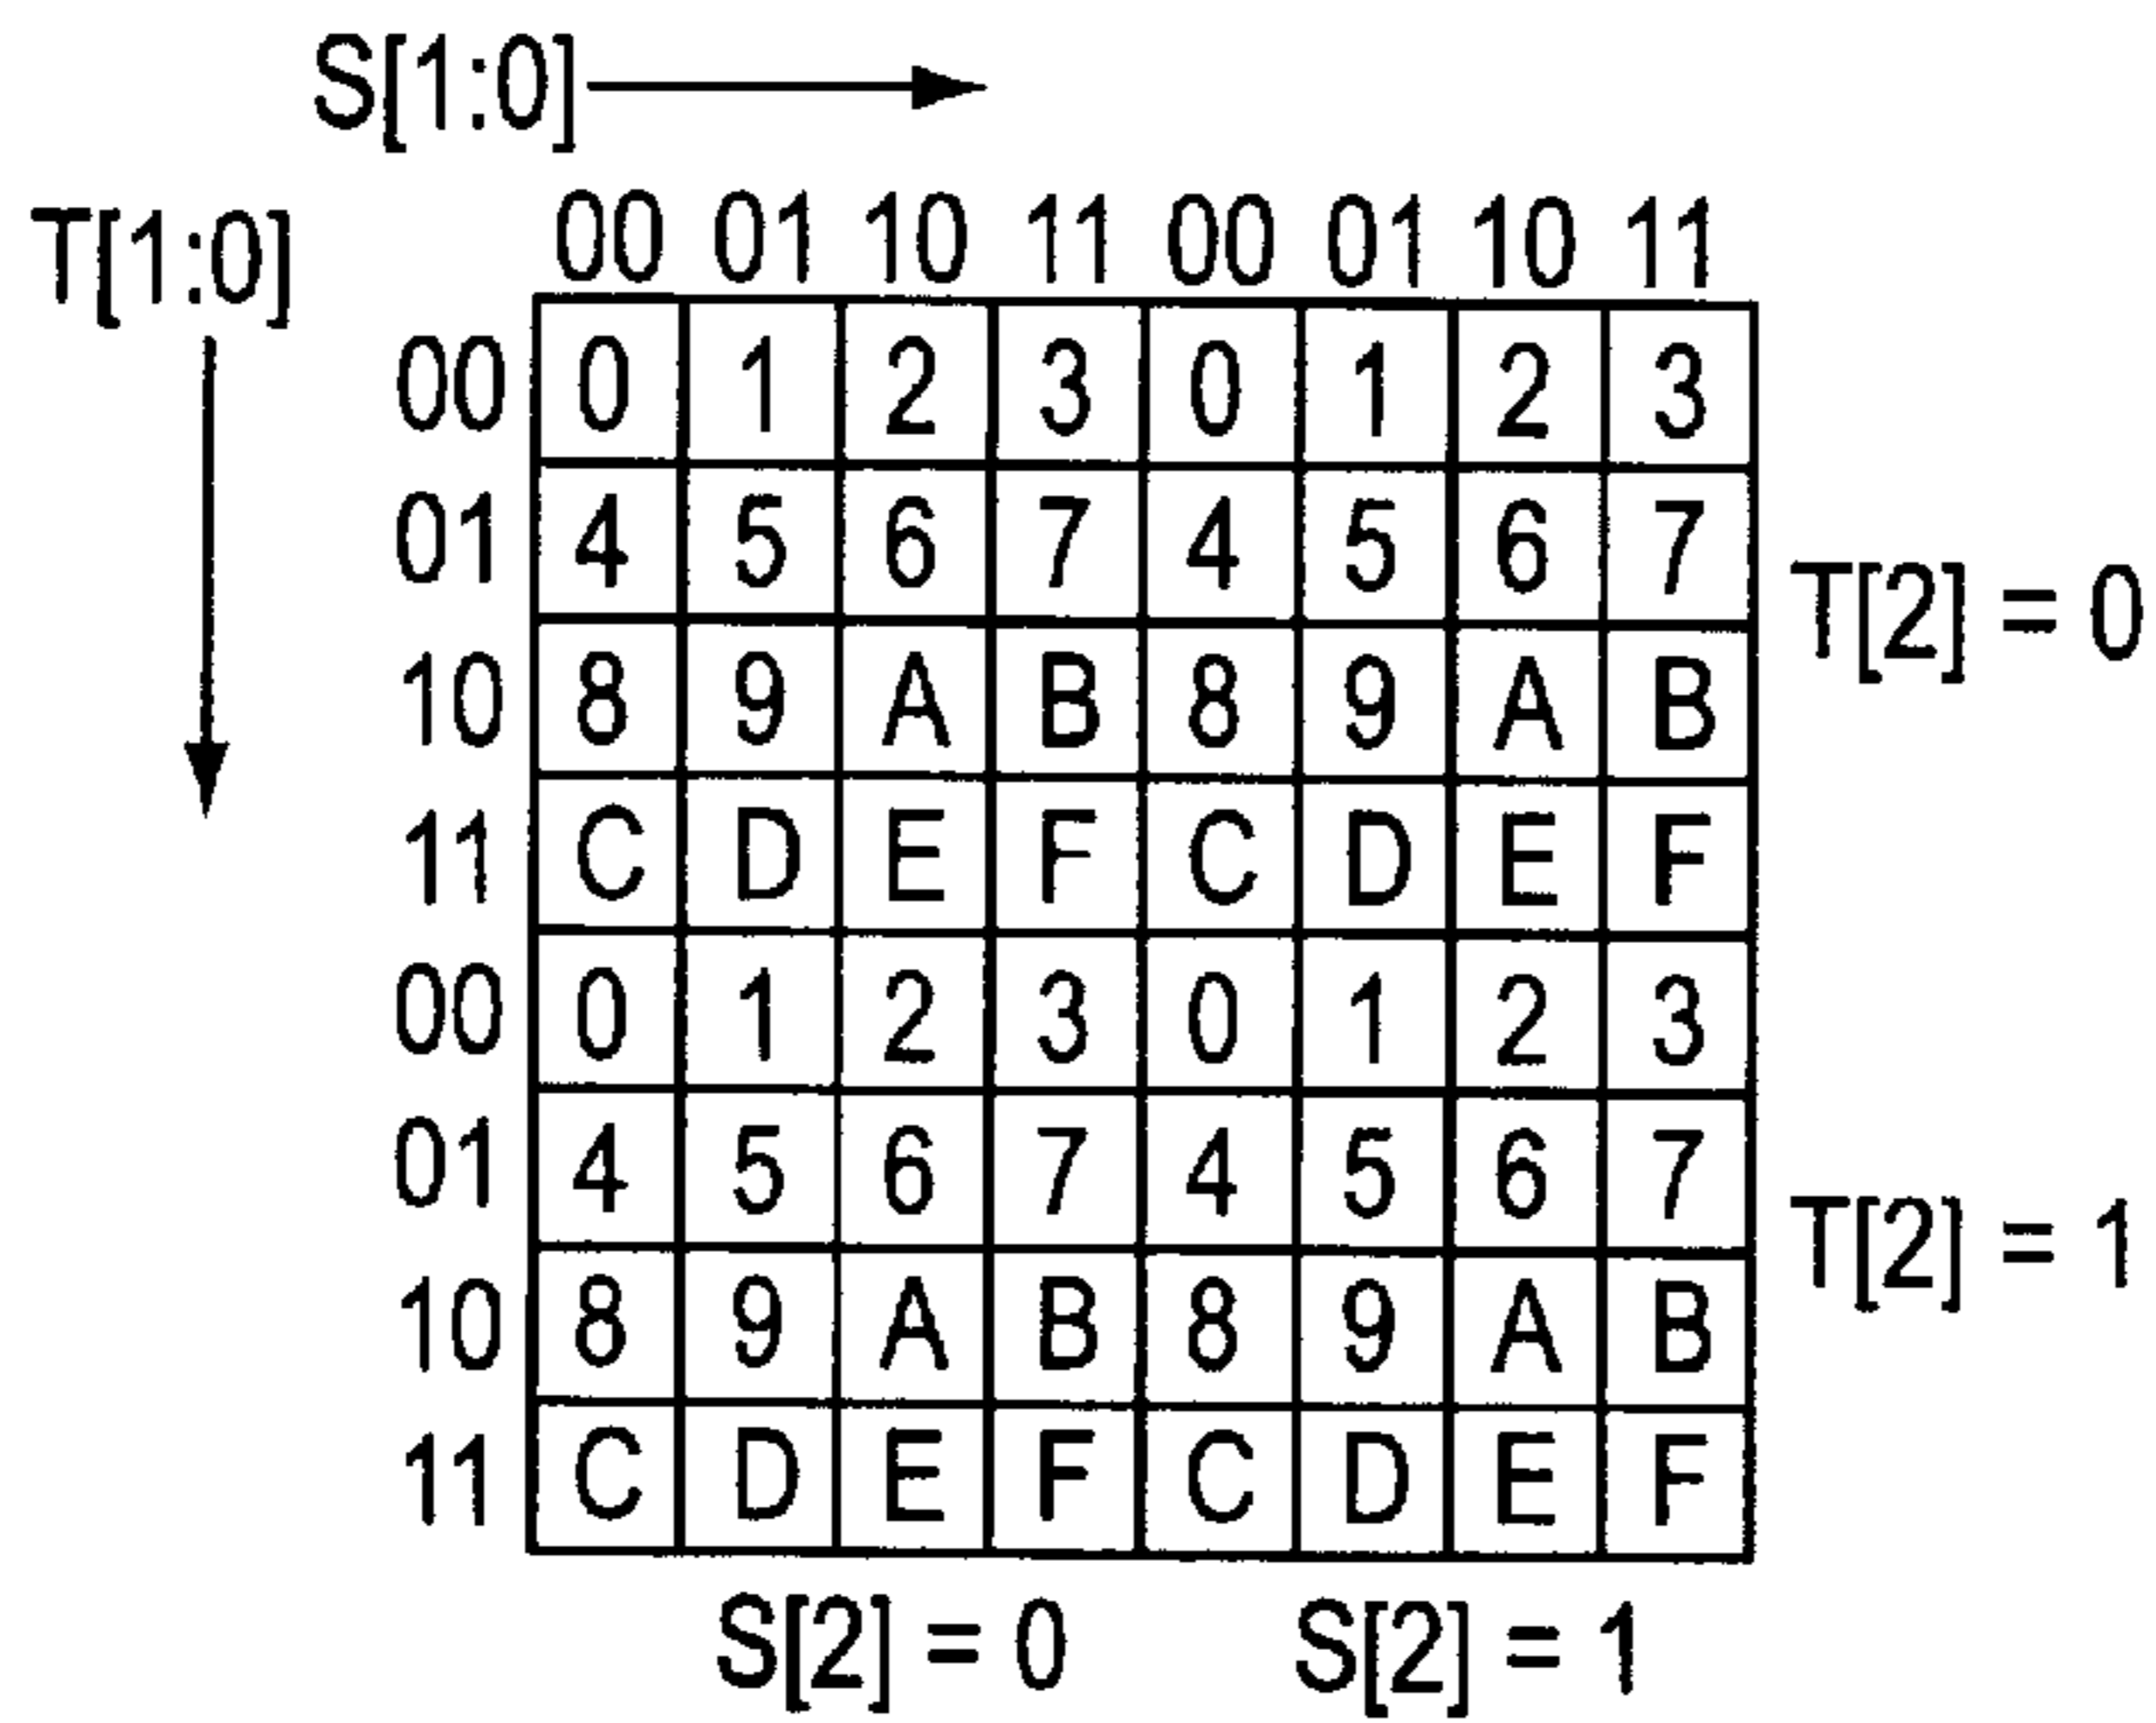 S[1:0]
T[1:0]
00 01 10 11 00 01 10 11
00 0 1 2 3 0 1 2 3
01 4 5 6 7 4 5 6 7
T[2] = 0
10 8 9 A B 8 9 A B
11 C D E F C D E F
00 0 1 2 3 0 1 2 3
01 4 5 6 7 4 5 6 7
T[2] = 1
10 8 9 A B 8 9 A B
11 C D E F C D E F
S[2] = 0 S[2] = 1